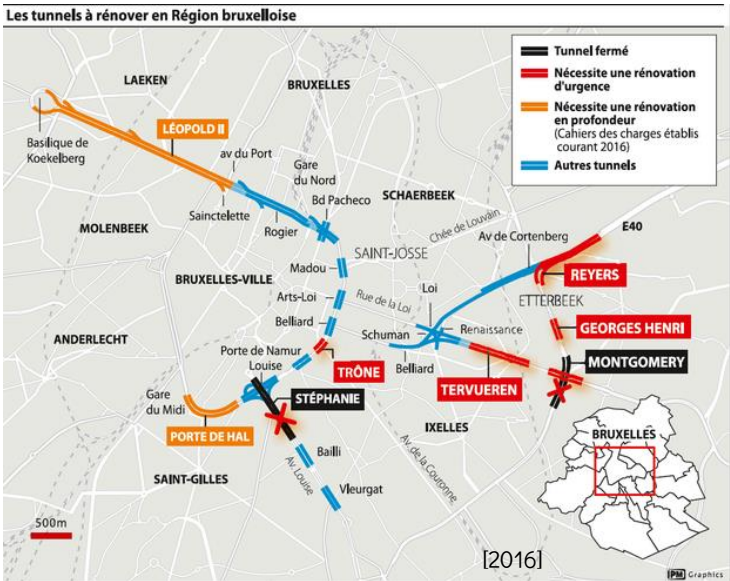 Les tunnels à rénover en Région bruxelloise
Tunnel fermé
Nécessite une rénovation
d'urgence
Nécessite une rénovation
en profondeur
(Cahiers des charges établis
courant 2016)
Autres tunnels
LAEKEN
BRUXELLES
Basilique de
Koekelberg
LÉOPOLD II
av du Port
Gare
du Nord
Bd Pacheco
SCHAERBEEK
Sainctelette
Rogier
MOLENBEEK
Chée de Louvain
E40
Av de Cortenberg
SAINT-JOSSE
Madou
REYERS
BRUXELLES-VILLE
Arts-Loi
Rue de la Loi
Loi
ETTERBEEK
Belliard
Schuman
Renaissance
GEORGES HENRI
ANDERLECHT
Porte de Namur
Louise
TRÔNE
Belliard
MONTGOMERY
TERVUEREN
Gare
du Midi
STÉPHANIE
PORTE DE HAL
IXELLES
BRUXELLES
Bailli
Av. de la Couronne
SAINT-GILLES
Av. Louise
Vleurgat
500m
[2016]
IPM Graphics